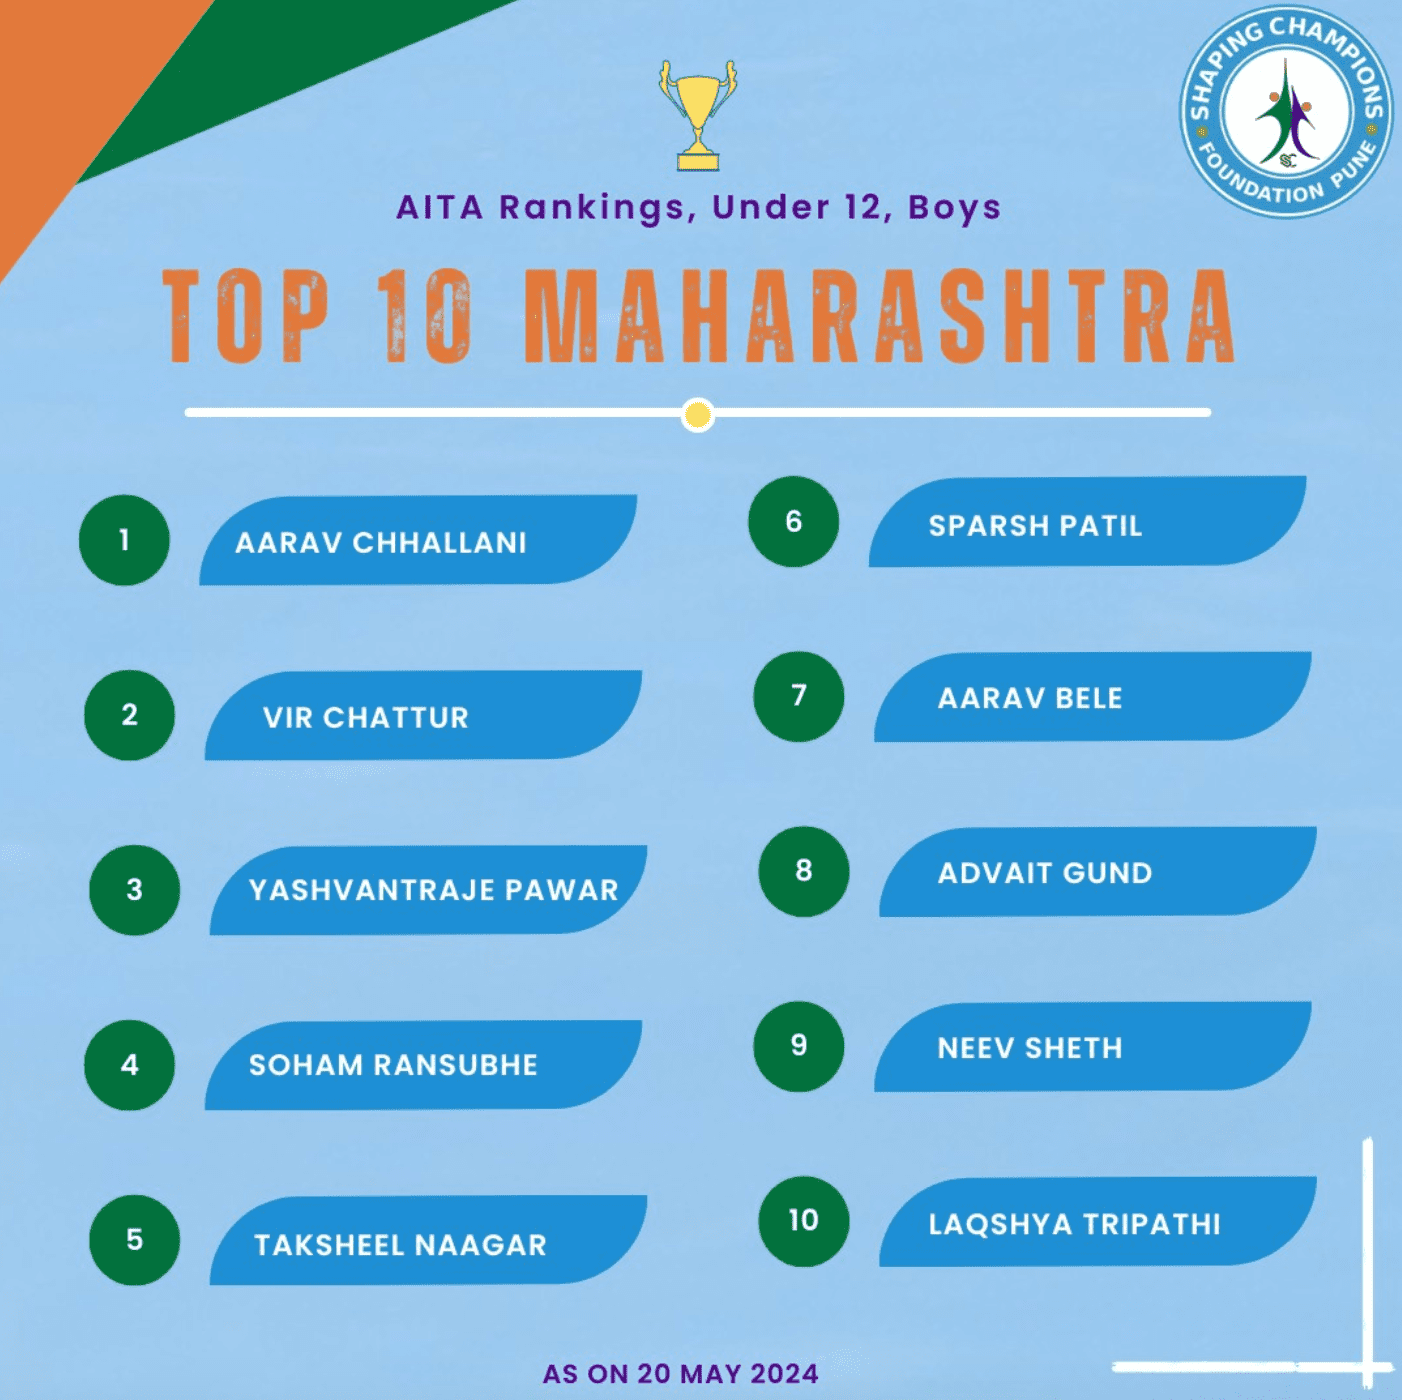 SHAPING CHAMPIONS
FOUNDATION PUNE
SC
AITA Rankings, Under 12, Boys
TOP 10 MAHARASHTRA
1
AARAV CHHALLANI
2
VIR CHATTUR
3
YASHVANTRAJE PAWAR
4
SOHAM RANSUBHE
5
TAKSHEEL NAAGAR
6
SPARSH PATIL
7
AARAV BELE
8
ADVAIT GUND
9
NEEV SHETH
10
LAQSHYA TRIPATHI
AS ON 20 MAY 2024